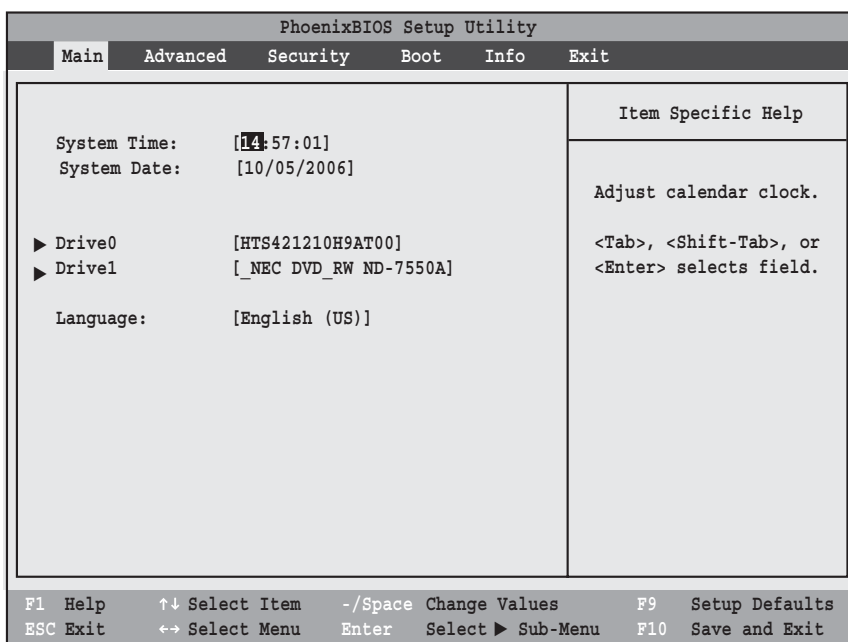 PhoenixBIOS Setup Utility
Main Advanced Security Boot Info Exit
Item Specific Help
System Time: [14:57:01]
System Date: [10/05/2006]
Adjust calendar clock.
▶ Drive0 [HTS421210H9AT00]
<Tab>, <Shift-Tab>, or
▶ Drive1 [_NEC DVD_RW ND-7550A]
<Enter> selects field.
Language: [English (US)]
F1 Help ↑↓ Select Item -/Space Change Values F9 Setup Defaults
ESC Exit ←→ Select Menu Enter Select ▶ Sub-Menu F10 Save and Exit